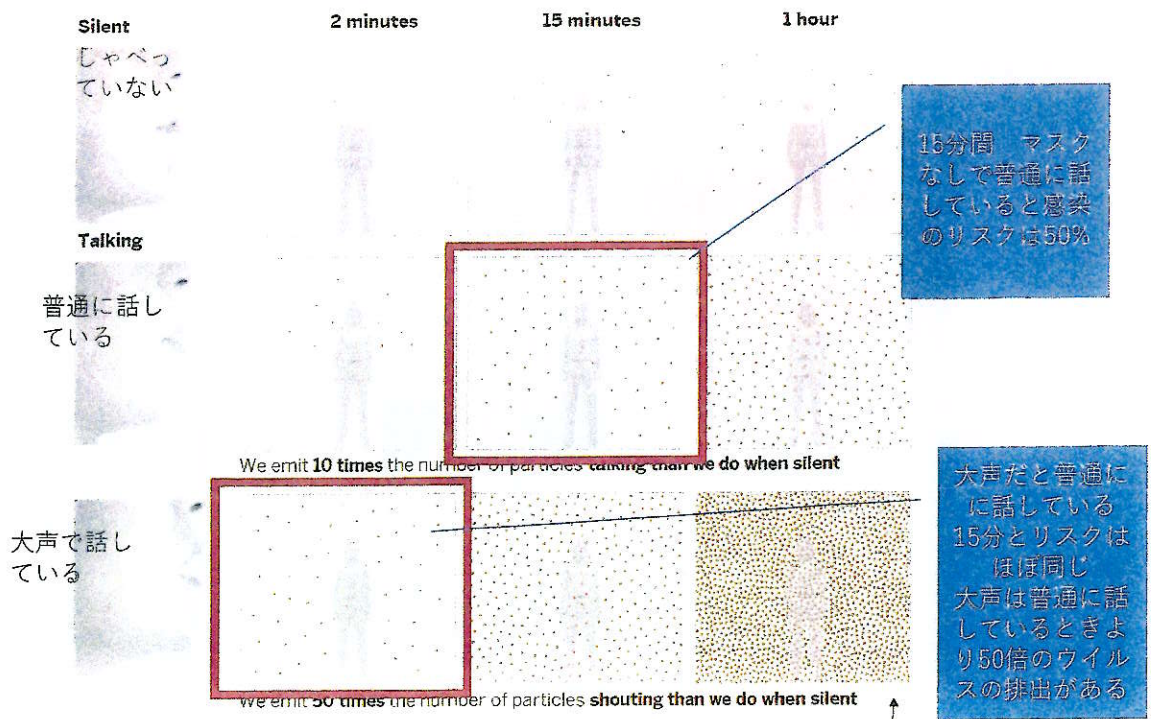 Silent
2 minutes
15 minutes
1 hour
しゃべっ
ていない
15分間　マスク
なしで普通に話
していると感染
のリスクは50%
Talking
普通に話し
ている
We emit 10 times the number of particles talking than we do when silent
大声で話し
ている
大声だと普通に
に話している
15分とリスクは
ほぼ同じ
大声は普通に話
しているときよ
り50倍のウイル
スの排出がある
We emit 50 times the number of particles shouting than we do when silent